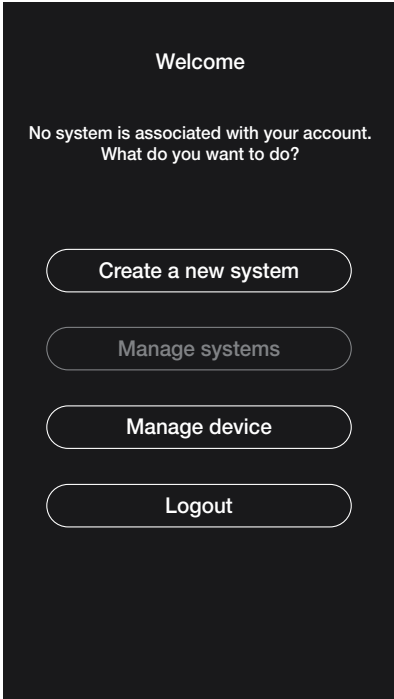 Welcome
No system is associated with your account.
What do you want to do?
Create a new system
Manage systems
Manage device
Logout